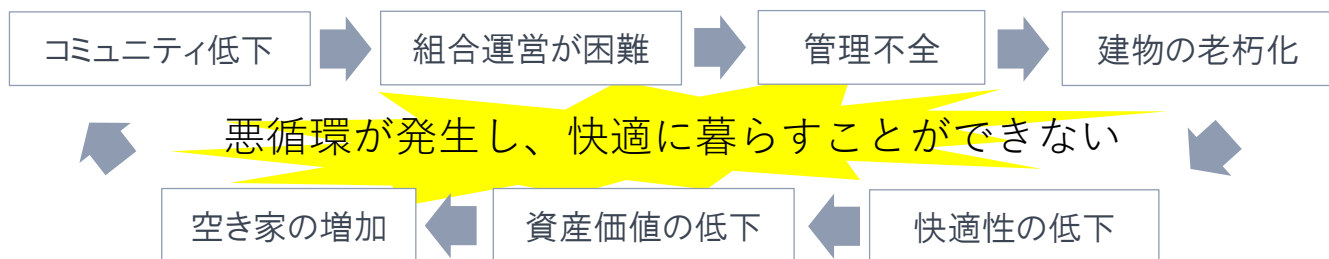 コミュニティ低下
組合運営が困難
管理不全
建物の老朽化
悪循環が発生し、快適に暮らすことができない
空き家の増加
資産価値の低下
快適性の低下